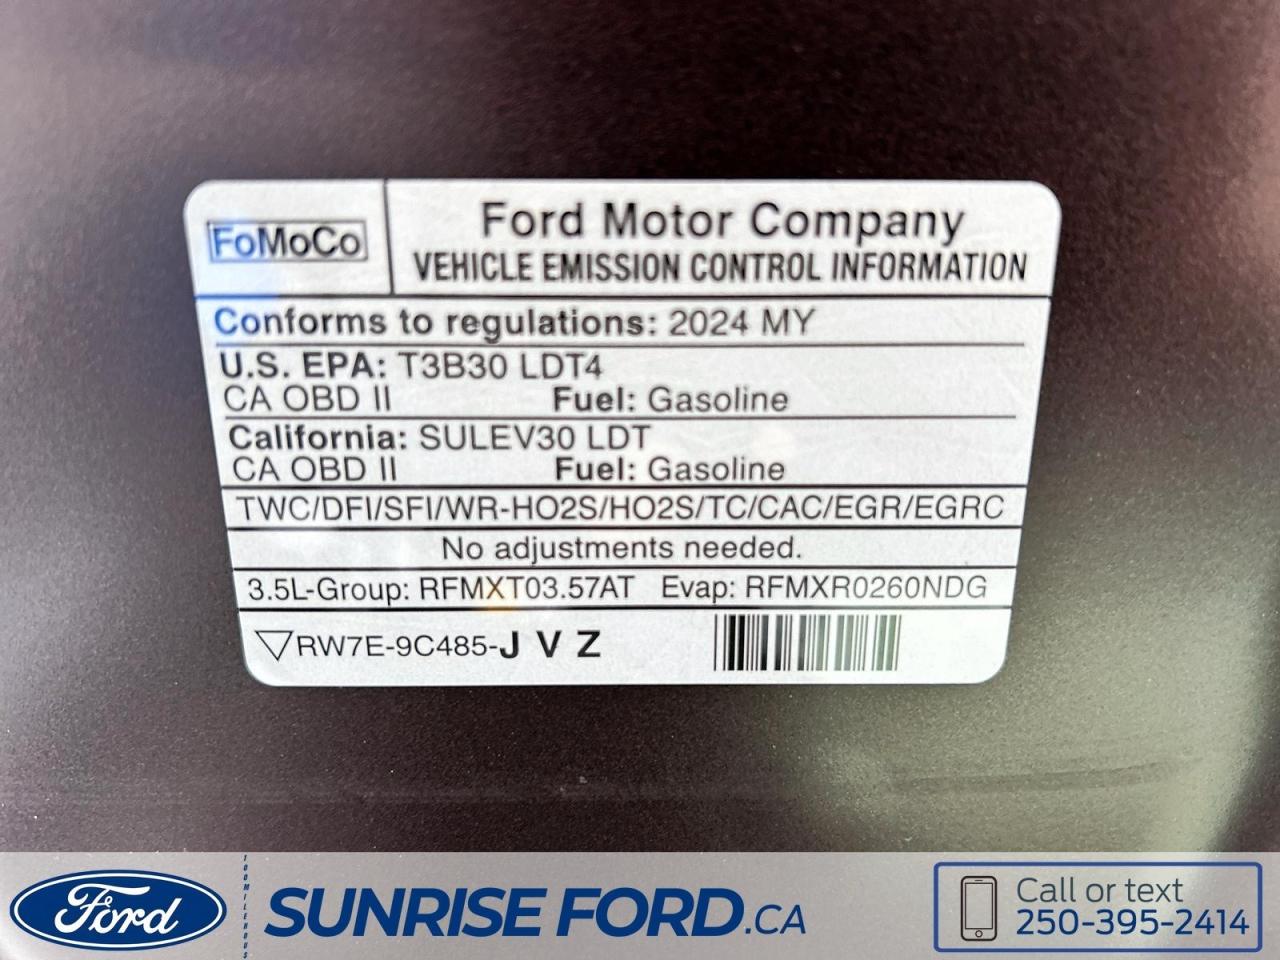 FoMoCo
Ford Motor Company
VEHICLE EMISSION CONTROL INFORMATION
Conforms to regulations: 2024 MY
U.S. EPA: T3B30 LDT4
CA OBD II Fuel: Gasoline
California: SULEV30 LDT
CA OBD II Fuel: Gasoline
TWC/DFI/SFI/WR-HO2S/HO2S/TC/CAC/EGR/EGRC
No adjustments needed.
3.5L-Group: RFMXT03.57AT Evap: RFMXR0260NDG
RW7E-9C485-J V Z
Ford
100MILEHOUSE
SUNRISE FORD.CA
Call or text
250-395-2414